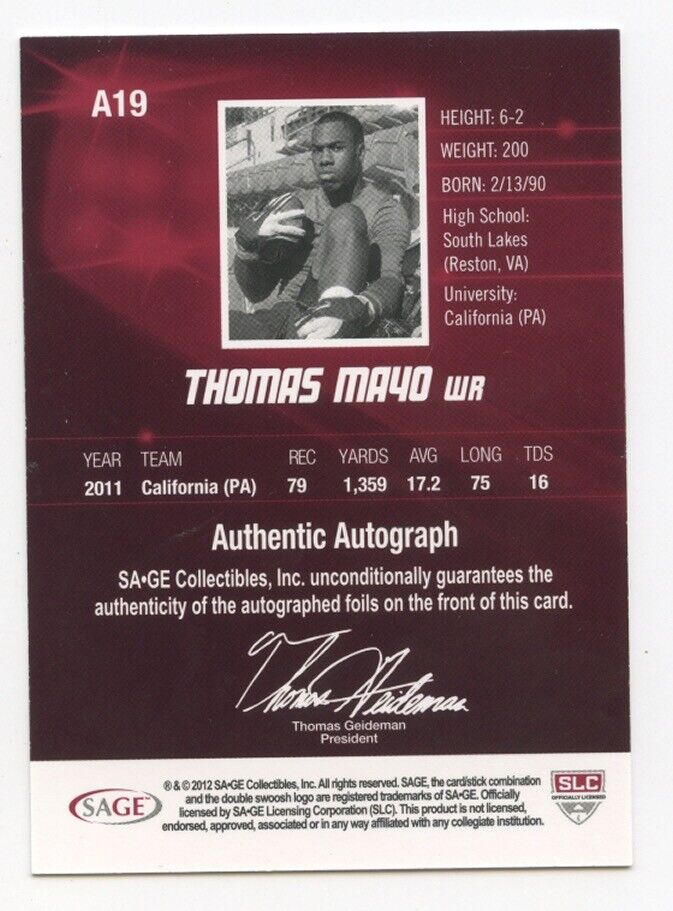 A19
HEIGHT: 6-2
WEIGHT: 200
BORN: 2/13/90
High School:
South Lakes
(Reston, VA)
University:
California (PA)
THOMAS MAYO WR
YEAR TEAM REC YARDS AVG LONG TDS
2011 California (PA) 79 1,359 17.2 75 16
Authentic Autograph
SA•GE Collectibles, Inc. unconditionally guarantees the
authenticity of the autographed foils on the front of this card.
Thomas Geideman
Thomas Geideman
President
® & © 2012 SA•GE Collectibles, Inc. All rights reserved. SAGE, the card/stick combination
and the double swoosh logo are registered trademarks of SA•GE. Officially
licensed by SA•GE Licensing Corporation (SLC). This product is not licensed,
endorsed, approved, associated or in any way affiliated with any collegiate institution.
SAGE™
SLC
OFFICIALLY LICENSED